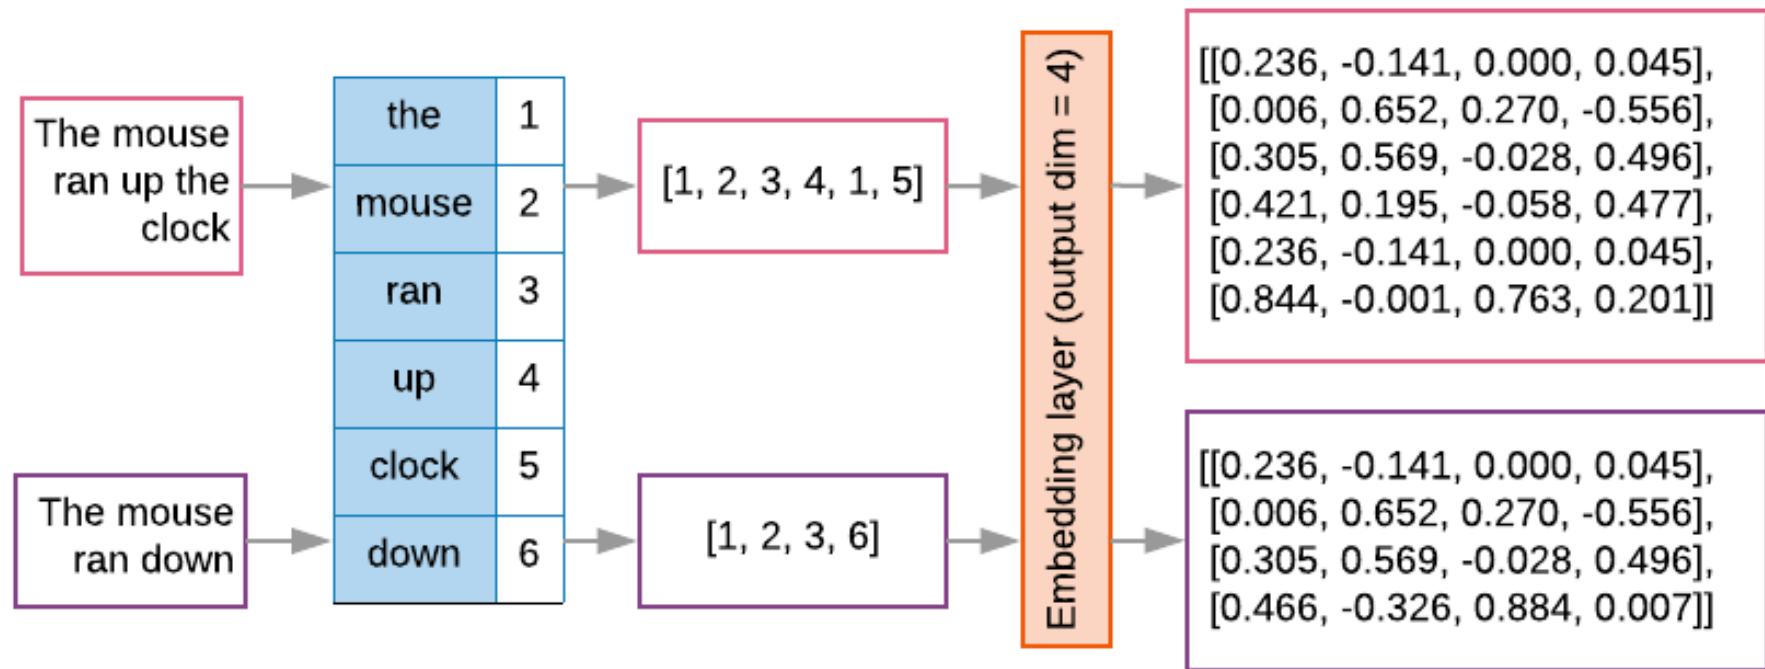 The mouse
ran up the
clock
the 1
mouse 2
ran 3
up 4
clock 5
down 6
[1, 2, 3, 4, 1, 5]
Embedding layer (output dim = 4)
[[0.236, -0.141, 0.000, 0.045],
[0.006, 0.652, 0.270, -0.556],
[0.305, 0.569, -0.028, 0.496],
[0.421, 0.195, -0.058, 0.477],
[0.236, -0.141, 0.000, 0.045],
[0.844, -0.001, 0.763, 0.201]]
The mouse
ran down
[1, 2, 3, 6]
[[0.236, -0.141, 0.000, 0.045],
[0.006, 0.652, 0.270, -0.556],
[0.305, 0.569, -0.028, 0.496],
[0.466, -0.326, 0.884, 0.007]]